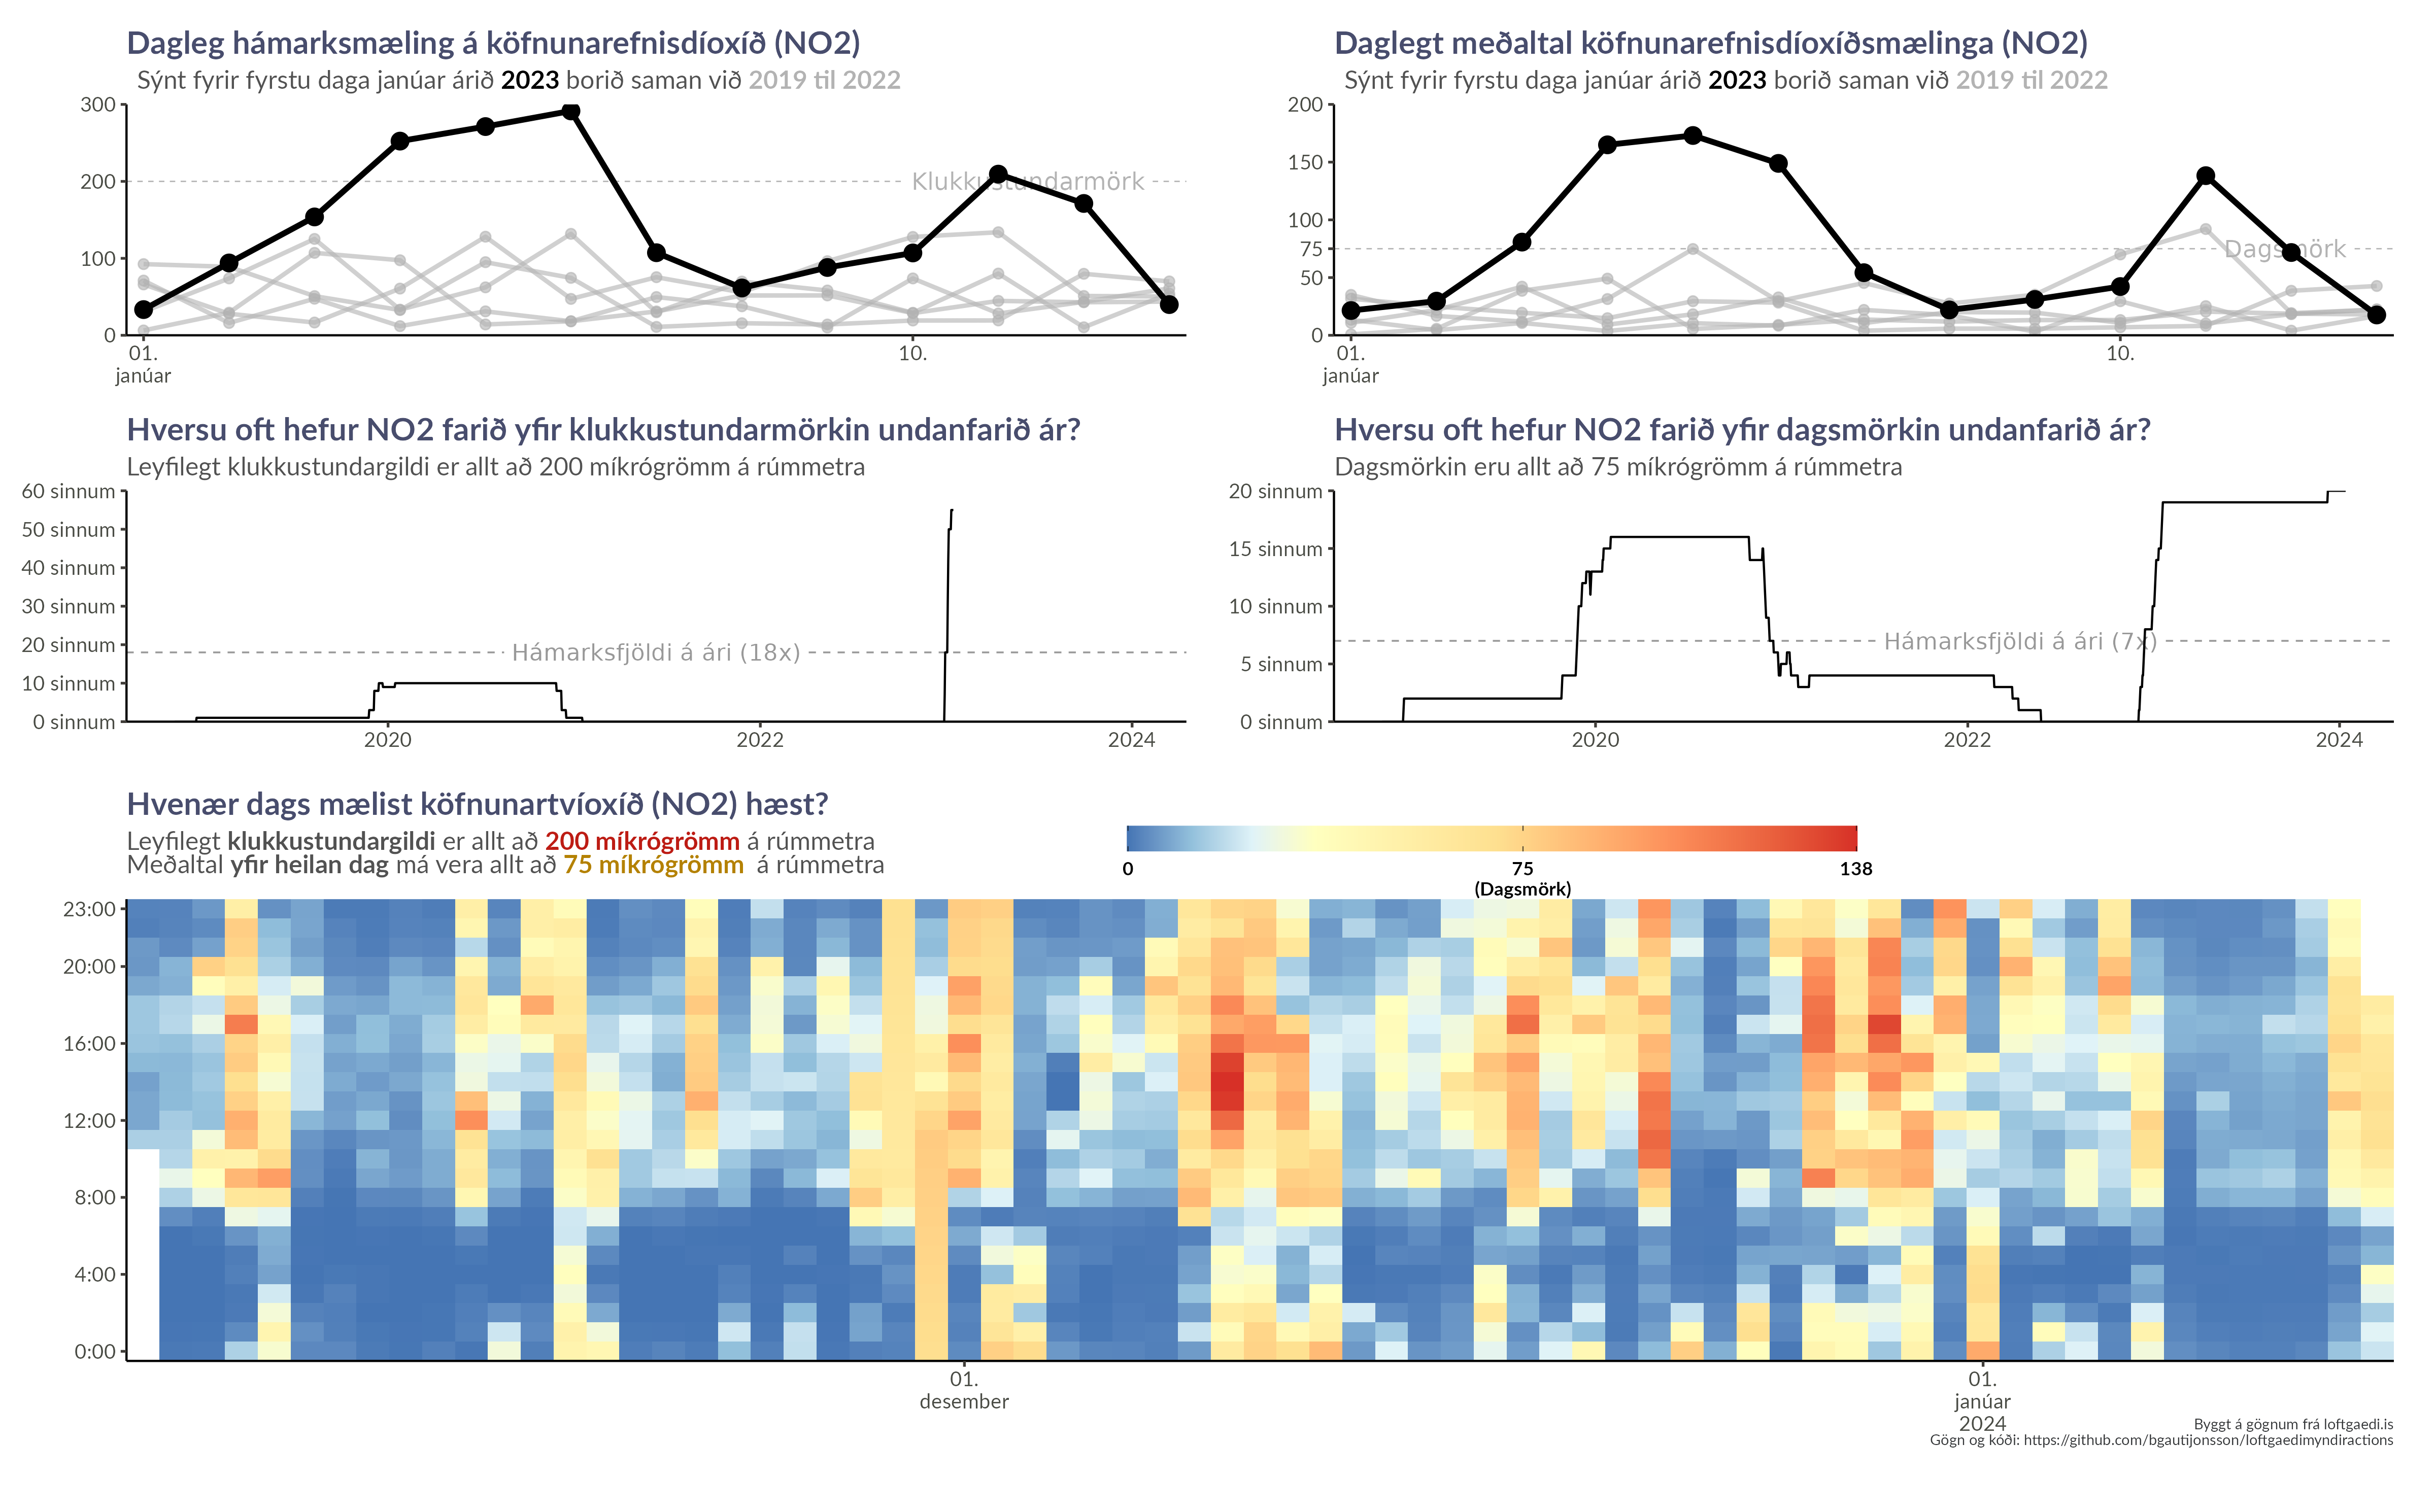 Dagleg hámarksmæling á köfnunarefnisdíoxíð (NO2)
Sýnt fyrir fyrstu daga janúar árið 2023 borið saman við 2019 til 2022
300
200
100
0
Klukkustundarmörk
01.
janúar
10.
Daglegt meðaltal köfnunarefnisdíoxíðsmælinga (NO2)
Sýnt fyrir fyrstu daga janúar árið 2023 borið saman við 2019 til 2022
200
150
100
75
50
0
Dagsmörk
01.
janúar
10.
Hversu oft hefur NO2 farið yfir klukkustundarmörkin undanfarið ár?
Leyfilegt klukkustundargildi er allt að 200 míkrógrömm á rúmmetra
60 sinnum
50 sinnum
40 sinnum
30 sinnum
20 sinnum
10 sinnum
0 sinnum
Hámarksfjöldi á ári (18x)
2020
2022
2024
Hversu oft hefur NO2 farið yfir dagsmörkin undanfarið ár?
Dagsmörkin eru allt að 75 míkrógrömm á rúmmetra
20 sinnum
15 sinnum
10 sinnum
5 sinnum
0 sinnum
Hámarksfjöldi á ári (7x)
2020
2022
2024
Hvenær dags mælist köfnunartvíoxíð (NO2) hæst?
Leyfilegt klukkustundargildi er allt að 200 míkrógrömm á rúmmetra
Meðaltal yfir heilan dag má vera allt að 75 míkrógrömm á rúmmetra
0
75
(Dagsmörk)
138
23:00
20:00
16:00
12:00
8:00
4:00
0:00
01.
desember
01.
janúar
2024
Byggt á gögnum frá loftgaedi.is
Gögn og kóði: https://github.com/bgautijonsson/loftgaedimyndiractions